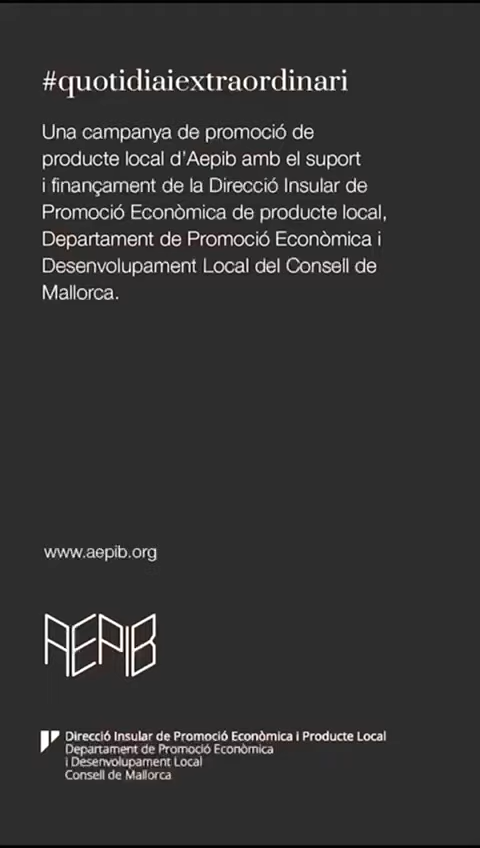 #quotidiaiextraordinari
Una campanya de promoció de
producte local d'Aepib amb el suport
i finançament de la Direcció Insular de
Promoció Econòmica de producte local,
Departament de Promoció Econòmica i
Desenvolupament Local del Consell de
Mallorca.
www.aepib.org
AEPIB
Direcció Insular de Promoció Econòmica i Producte Local
Departament de Promoció Econòmica
i Desenvolupament Local
Consell de Mallorca